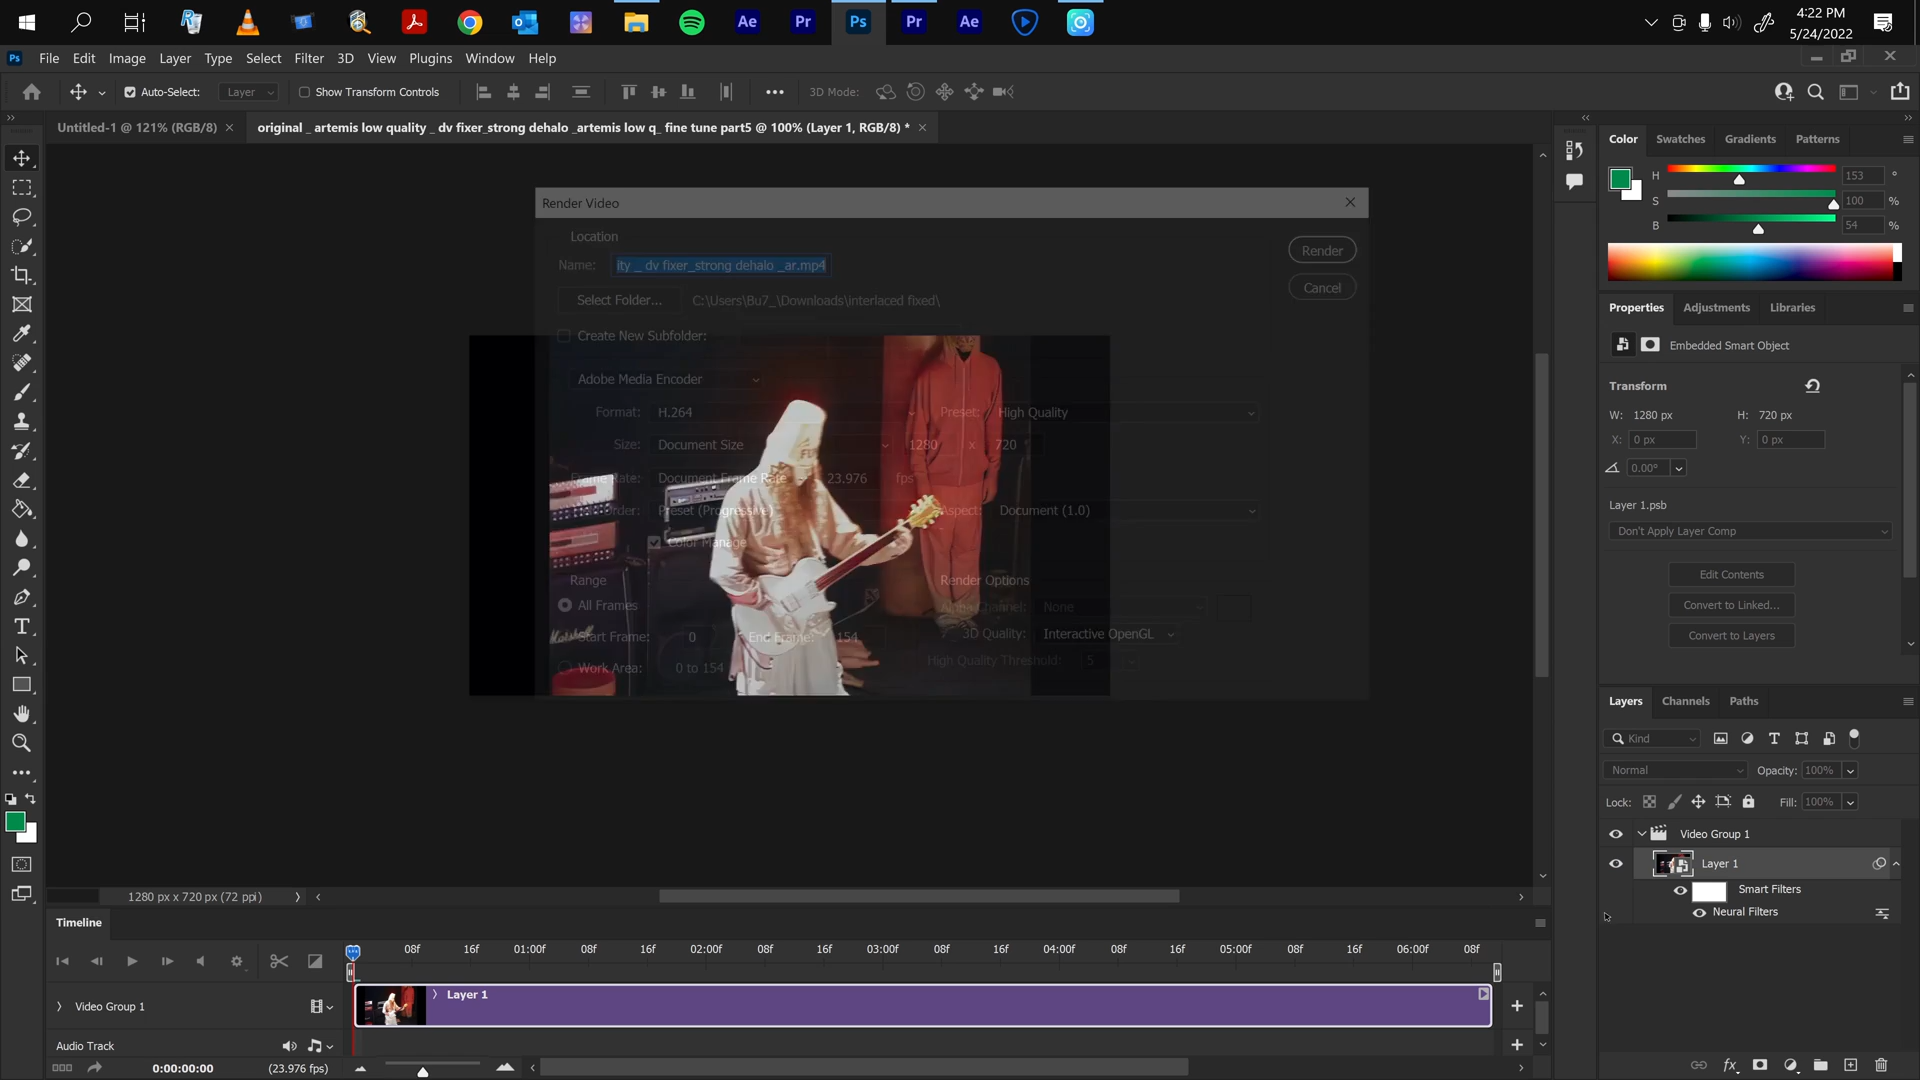 4:22 PM
5/24/2022
Ae
Pr
Ps
Pr
Ae
Ps File Edit Image Layer Select Filter 3D View Plugins Window Help
Auto-Select: Layer Show Transform Controls 3D Mode:
Untitled-1 @ 121% (RGB/8)
original _ artemis low quality _ dv fixer_strong dehalo _artemis low q_ fine tune part5 @ 100% (Layer 1, RGB/8) *
Render Video
Location
Name: ity _ dv fixer_strong dehalo _ar.mp4
Select Folder... C:\Users\Bu7_\Downloads\interlaced fixed\
Create New Subfolder:
Adobe Media Encoder
Format: H.264 Preset: High Quality
Size: Document Size 1280 x 720
Frame Rate: Document Frame Rate 23.976 fps
Order: Preset (Progressive) Aspect: Document (1.0)
Color Manage
Range
All Frames
Start Frame: 0 End Frame: 154
Work Area: 0 to 154
Render Options
Alpha Channel: None
3D Quality: Interactive OpenGL
High Quality Threshold: 5
Render
Cancel
Color Swatches Gradients Patterns
H 153 °
S 100 %
B 54 %
Properties Adjustments Libraries
Embedded Smart Object
Transform
W: 1280 px H: 720 px
X: 0 px Y: 0 px
0.00°
Layer 1.psb
Don't Apply Layer Comp
Edit Contents
Convert to Linked...
Convert to Layers
Layers Channels Paths
Kind
Normal Opacity: 100%
Lock: Fill: 100%
Video Group 1
Layer 1
Smart Filters
Neural Filters
1280 px x 720 px (72 ppi)
Timeline
08f 16f 01:00f 08f 16f 02:00f 08f 16f 03:00f 08f 16f 04:00f 08f 16f 05:00f 08f 16f 06:00f 08f
Video Group 1
Layer 1
Audio Track
0:00:00:00 (23.976 fps)
fx